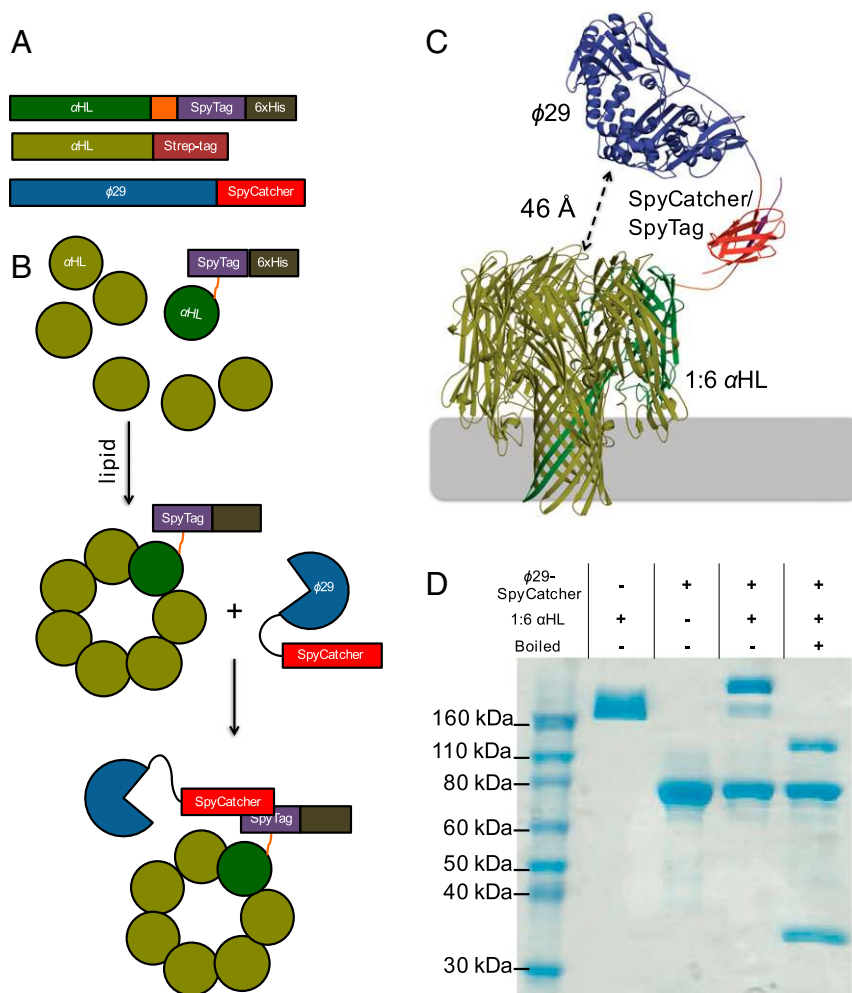 A
αHL SpyTag 6xHis
αHL Strep-tag
ϕ29 SpyCatcher
B
αHL
SpyTag 6xHis
αHL
lipid
SpyTag
+
ϕ29
SpyCatcher
SpyCatcher
SpyTag
C
ϕ29
46 Å
SpyCatcher/
SpyTag
1:6 αHL
D
ϕ29-
SpyCatcher - + + +
1:6 αHL + - + +
Boiled - - - +
160 kDa
110 kDa
80 kDa
60 kDa
50 kDa
40 kDa
30 kDa